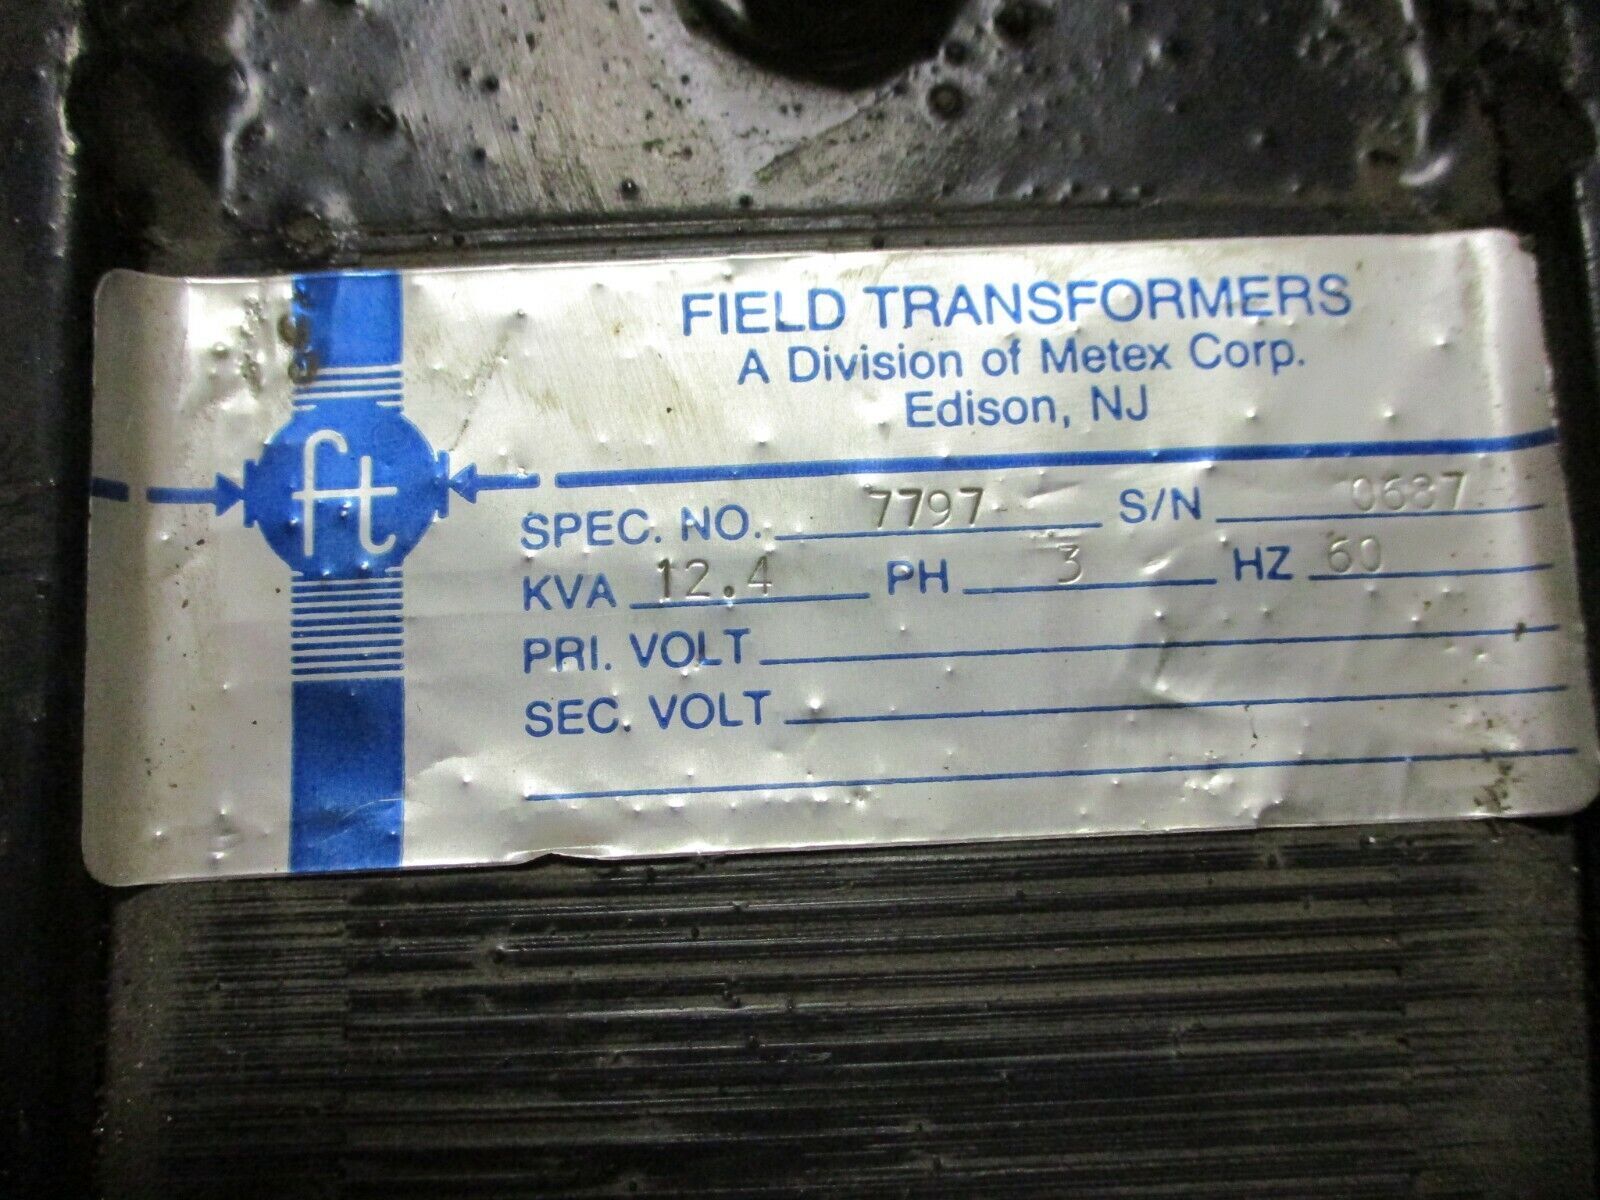 FIELD TRANSFORMERS
A Division of Metex Corp.
Edison, NJ
ft
SPEC. NO. 7797 S/N 0687
KVA 12.4 PH 3 HZ 60
PRI. VOLT
SEC. VOLT